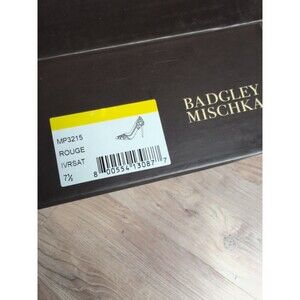 BADGLEY
MISCHKA
MP3215
ROUGE
IVRSAT
7½
8 00554 13087 7